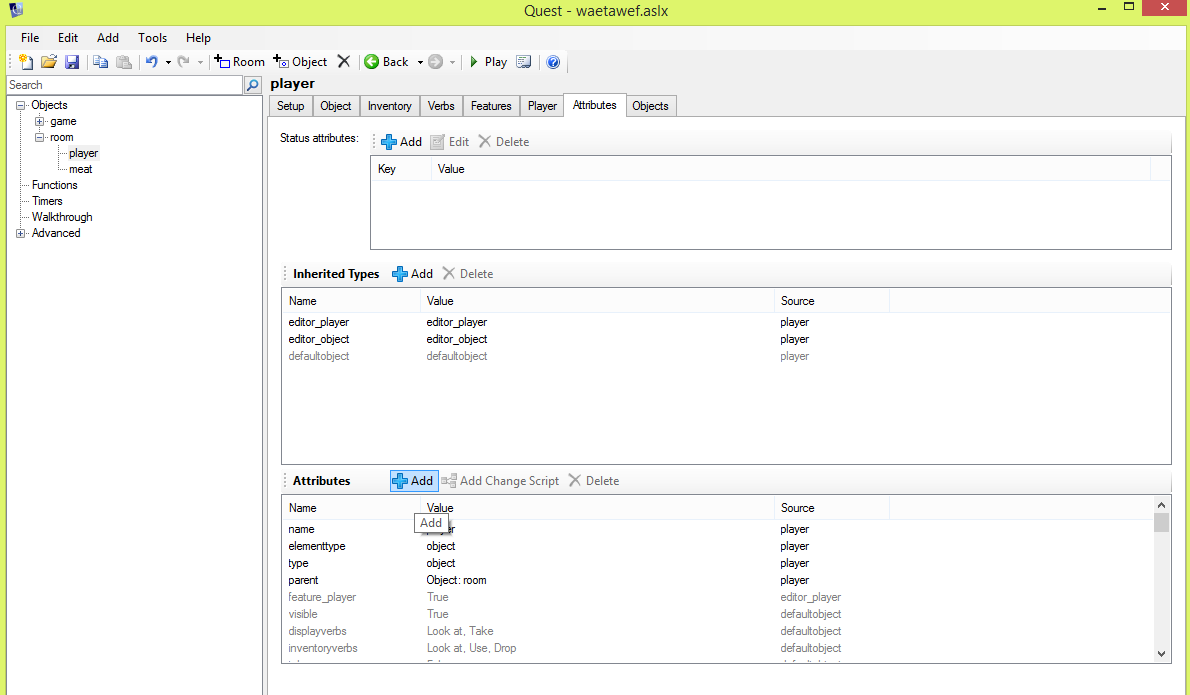 Quest - waetawef.aslx
File Edit Add Tools Help
Room Object Back Play
Search
Objects
game
room
player
meat
Functions
Timers
Walkthrough
Advanced
player
Setup Object Inventory Verbs Features Player Attributes Objects
Status attributes: Add Edit Delete
Key Value
Inherited Types Add Delete
Name Value Source
editor_player editor_player player
editor_object editor_object player
defaultobject defaultobject player
Attributes Add Add Change Script Delete
Name Value Source
Add
name player player
elementtype object player
type object player
parent Object: room player
feature_player True editor_player
visible True defaultobject
displayverbs Look at, Take defaultobject
inventoryverbs Look at, Use, Drop defaultobject